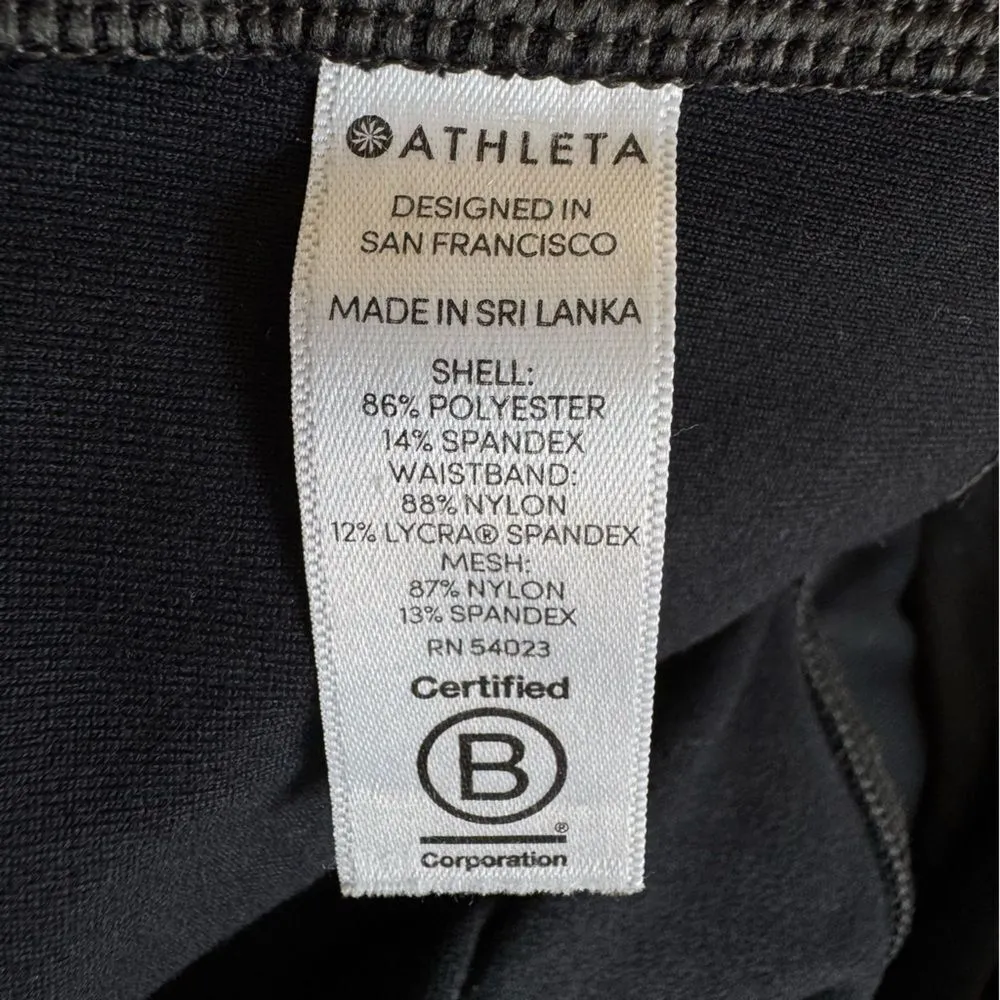 ATHLETA
DESIGNED IN
SAN FRANCISCO
MADE IN SRI LANKA
SHELL:
86% POLYESTER
14% SPANDEX
WAISTBAND:
88% NYLON
12% LYCRA® SPANDEX
MESH:
87% NYLON
13% SPANDEX
RN 54023
Certified
B
®
Corporation